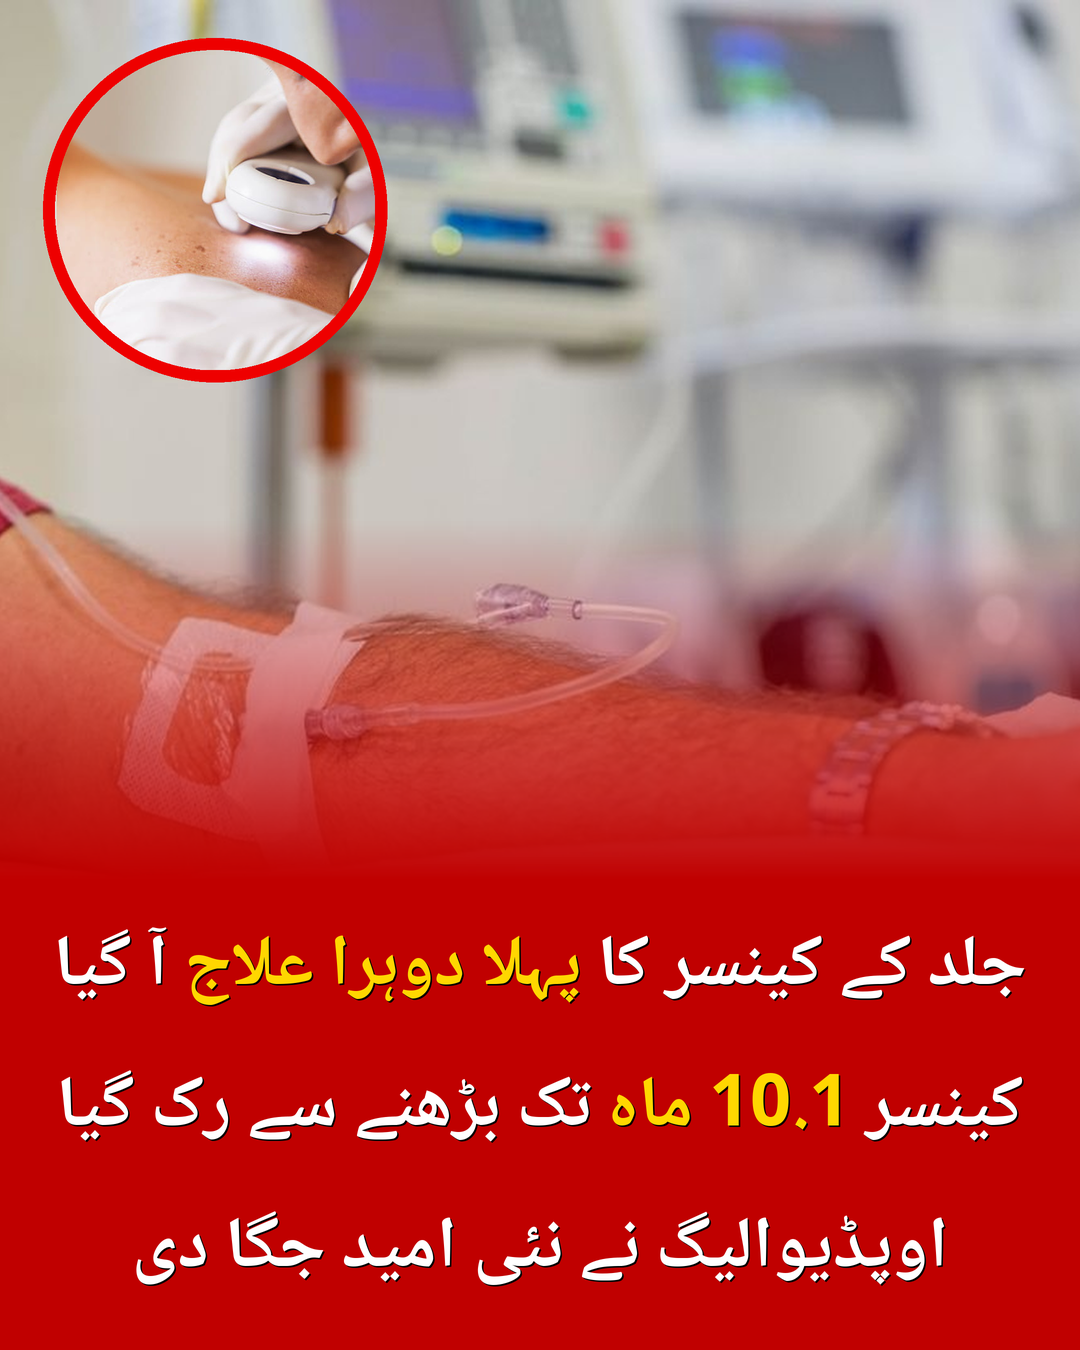 جلد کے کینسر کا پہلا دوہرا علاج آ گیا
کینسر 10.1 ماہ تک بڑھنے سے رک گیا
اوپڈیوالیگ نے نئی امید جگا دی